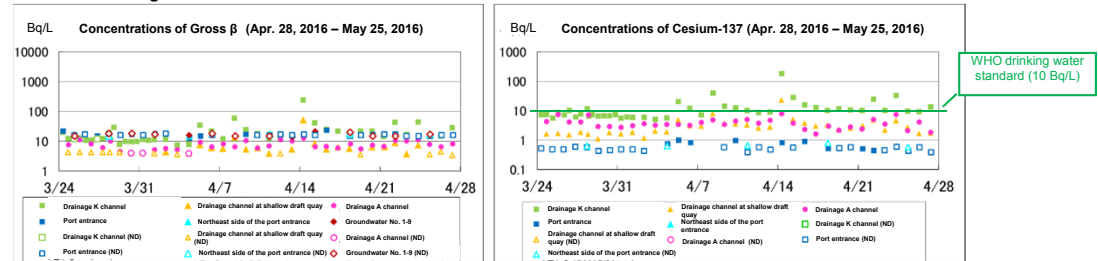 Bq/L Concentrations of Gross β (Apr. 28, 2016 – May 25, 2016)
10000
1000
100
10
1
3/24 3/31 4/7 4/14 4/21 4/28
Drainage K channel
Drainage channel at shallow draft quay
Drainage A channel
Port entrance
Northeast side of the port entrance
Groundwater No. 1-9
Drainage K channel (ND)
Drainage channel at shallow draft quay
(ND)
Drainage A channel (ND)
Port entrance (ND)
Northeast side of the port entrance (ND)
Groundwater No. 1-9 (ND)
Bq/L Concentrations of Cesium-137 (Apr. 28, 2016 – May 25, 2016)
1000
100
10
1
0.1
3/24 3/31 4/7 4/14 4/21 4/28
WHO drinking water
standard (10 Bq/L)
Drainage K channel
Drainage channel at shallow draft
quay
Drainage A channel
Port entrance
Northeast side of the port
entrance
Drainage K channel (ND)
Drainage channel at shallow draft
quay (ND)
Drainage A channel (ND)
Port entrance (ND)
Northeast side of the port entrance (ND)